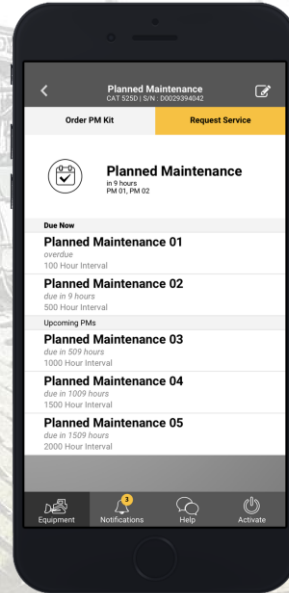 Planned Maintenance
CAT 525D | S/N : D0029394042
Order PM Kit
Request Service
Planned Maintenance
in 9 hours
PM 01, PM 02
Due Now
Planned Maintenance 01
overdue
100 Hour Interval
Planned Maintenance 02
due in 9 hours
500 Hour Interval
Upcoming PMs
Planned Maintenance 03
due in 509 hours
1000 Hour Interval
Planned Maintenance 04
due in 1009 hours
1500 Hour Interval
Planned Maintenance 05
due in 1509 hours
2000 Hour Interval
3
Equipment
Notifications
Help
Activate